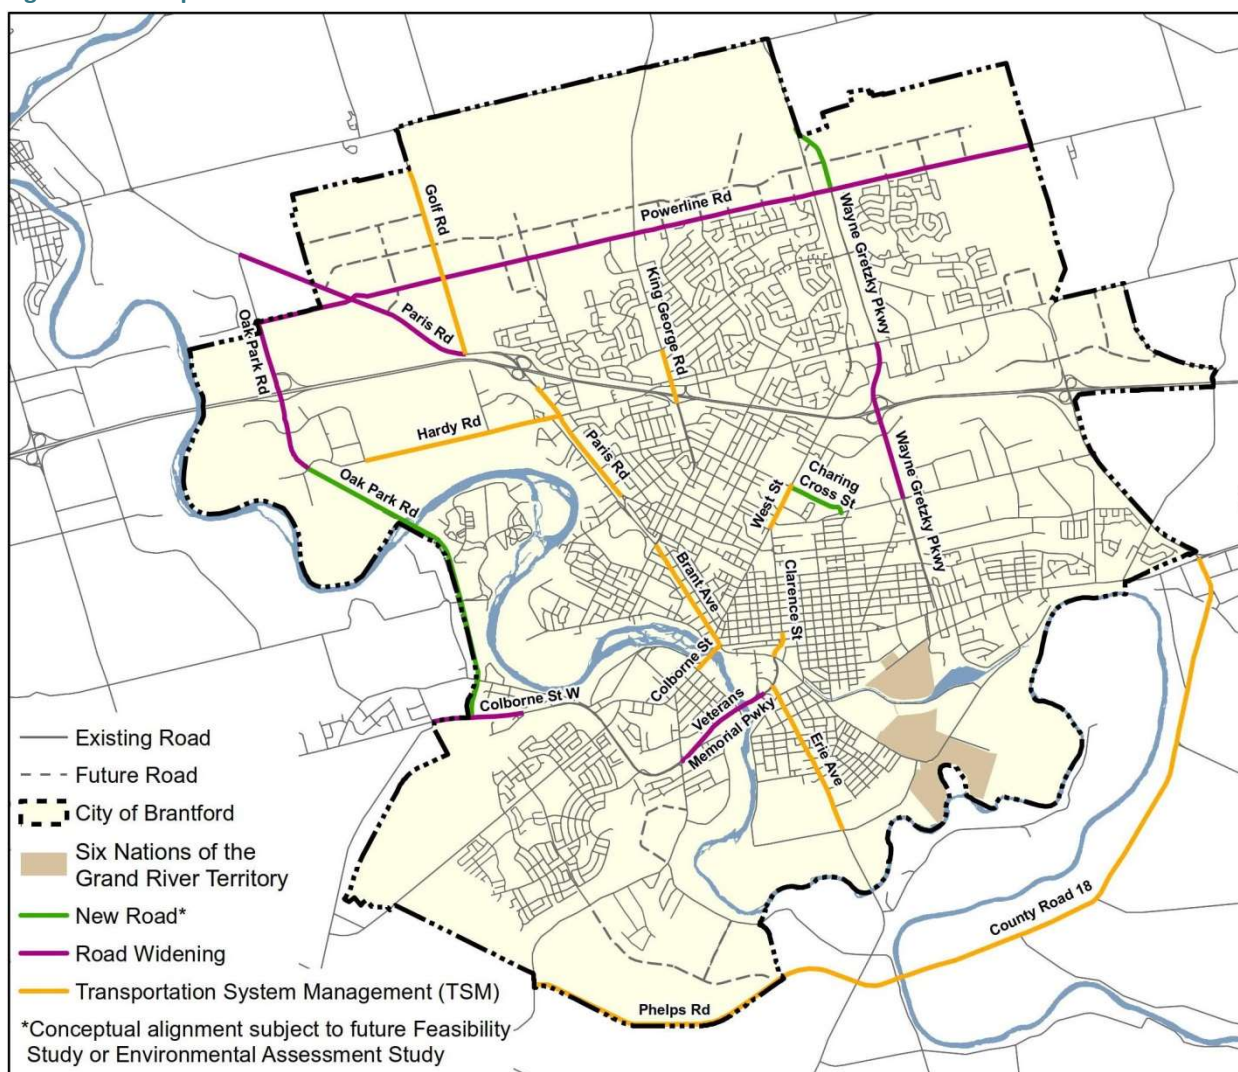 Golf Rd
Powerline Rd
Wayne Gretzky Pkwy
King George Rd
Oak Park Rd
Paris Rd
Hardy Rd
Paris Rd
Oak Park Rd
West St
Charing
Cross St
Wayne Gretzky Pkwy
Brant Ave
Clarence St
Colborne St
Colborne St W
Veterans
Memorial Pwky
Erie Ave
County Road 18
Phelps Rd
Existing Road
Future Road
City of Brantford
Six Nations of the
Grand River Territory
New Road*
Road Widening
Transportation System Management (TSM)
*Conceptual alignment subject to future Feasibility
Study or Environmental Assessment Study